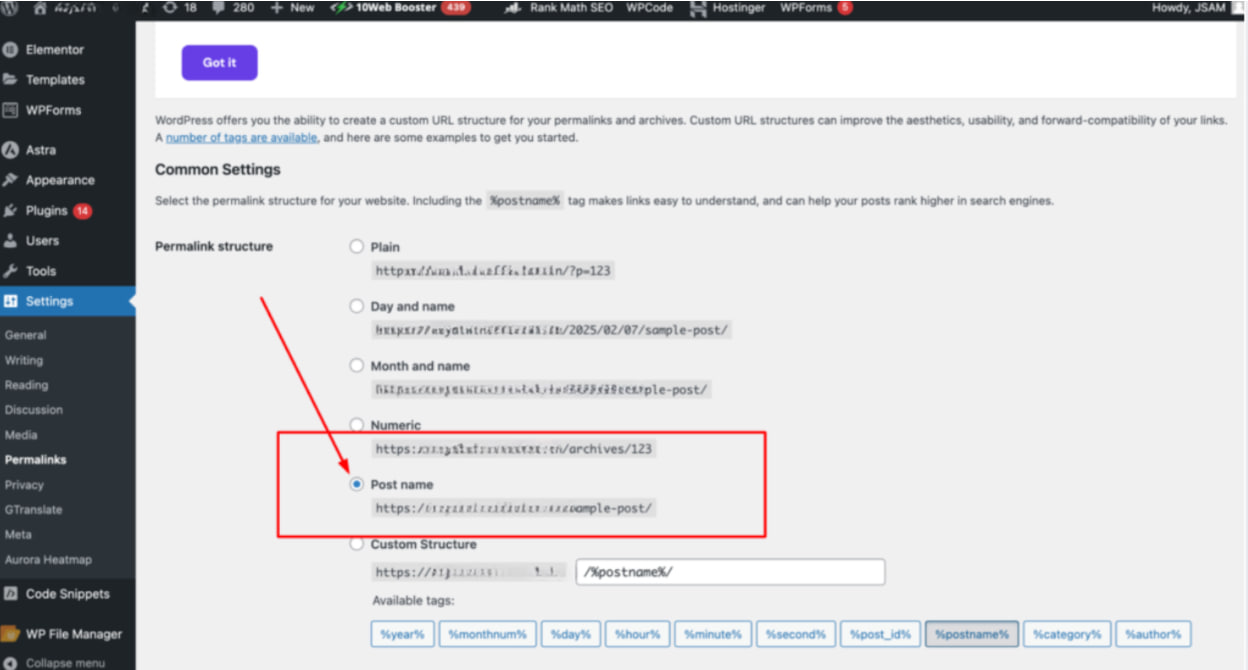 18 280 New 10Web Booster 439 Rank Math SEO WPCode Hostinger WPForms 5 Howdy, JSAM
Elementor
Templates
WPForms
Astra
Appearance
Plugins 14
Users
Tools
Settings
General
Writing
Reading
Discussion
Media
Permalinks
Privacy
GTranslate
Meta
Aurora Heatmap
Code Snippets
WP File Manager
Collapse menu
Got it
WordPress offers you the ability to create a custom URL structure for your permalinks and archives. Custom URL structures can improve the aesthetics, usability, and forward-compatibility of your links.
A number of tags are available, and here are some examples to get you started.
Common Settings
Select the permalink structure for your website. Including the %postname% tag makes links easy to understand, and can help your posts rank higher in search engines.
Permalink structure
Plain
/?p=123
Day and name
/2025/02/07/sample-post/
Month and name
ple-post/
Numeric
https: /archives/123
Post name
https:/ ample-post/
Custom Structure
https:// /%postname%/
Available tags:
%year% %monthnum% %day% %hour% %minute% %second% %post_id% %postname% %category% %author%